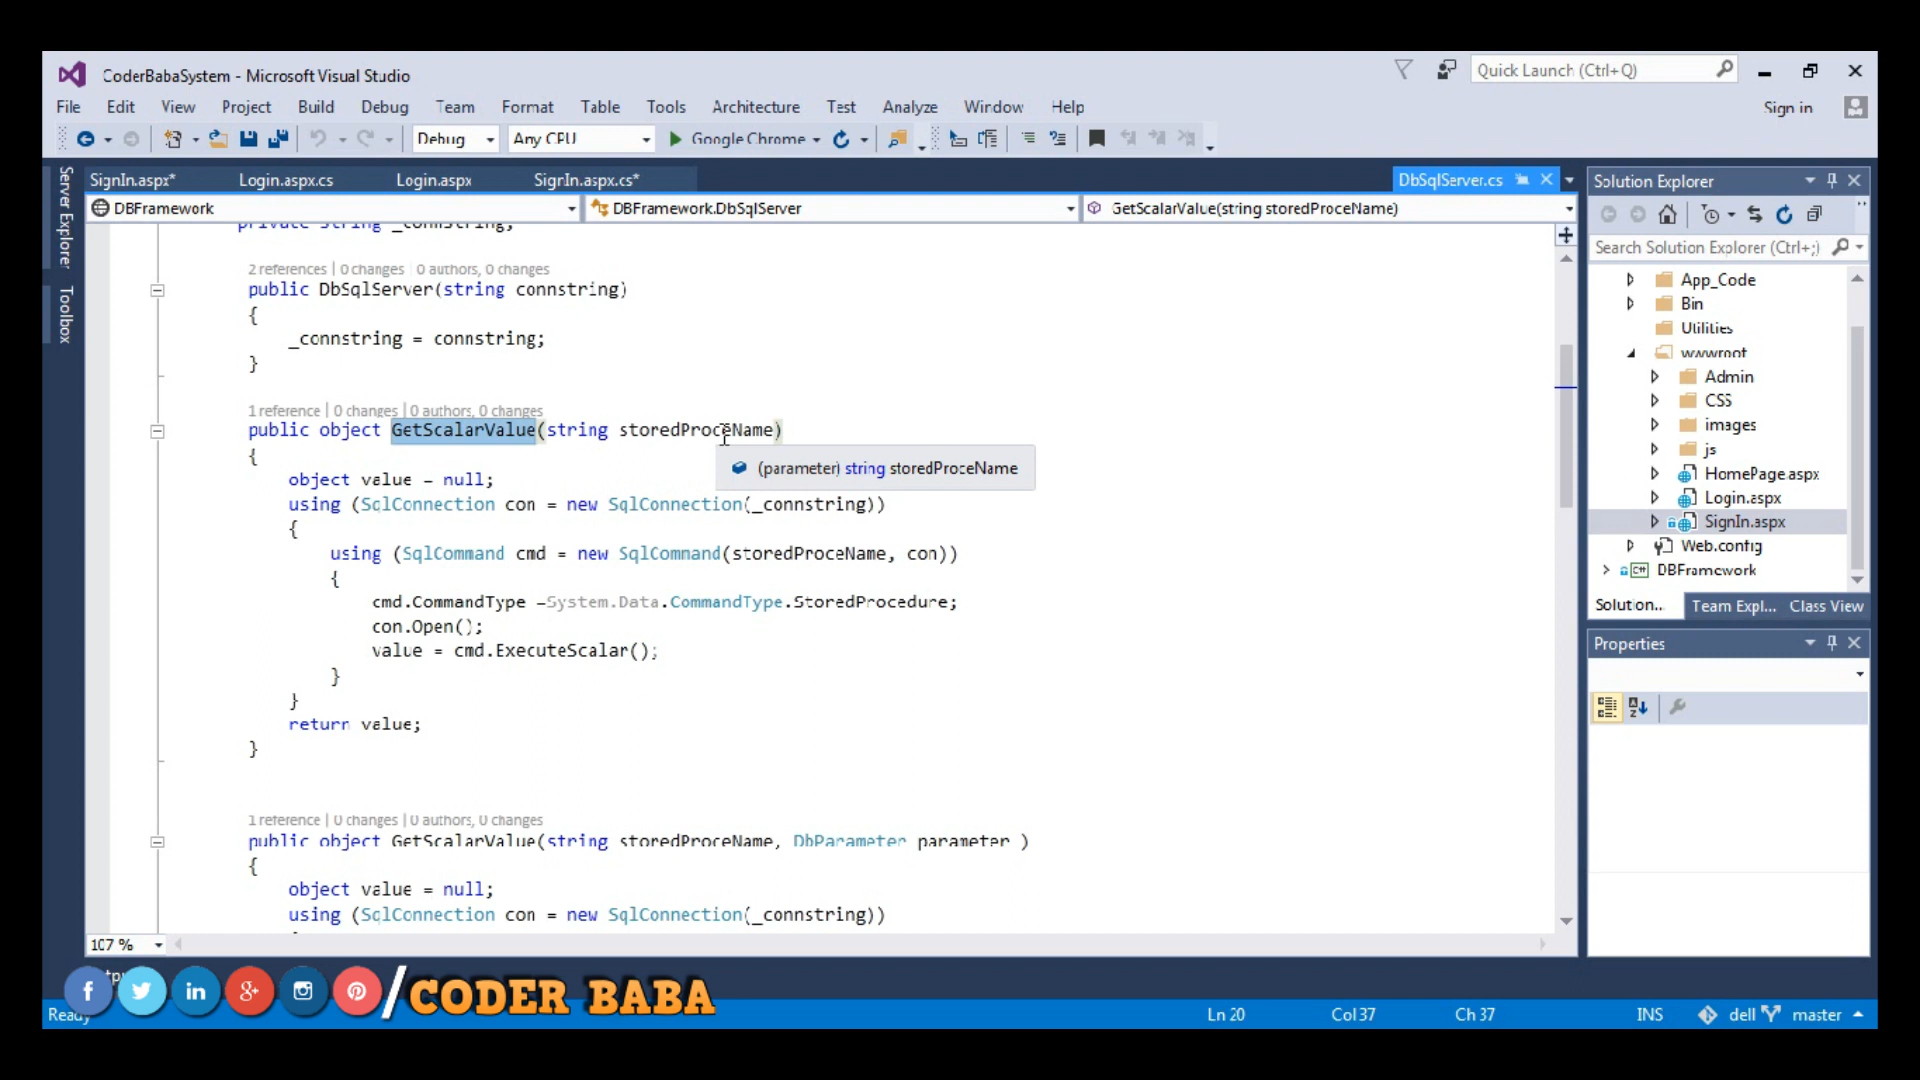 CoderBabaSystem - Microsoft Visual Studio
Quick Launch (Ctrl+Q)
File Edit View Project Build Debug Team Format Table Tools Architecture Test Analyze Window Help
Sign in
Debug Any CPU Google Chrome
Server Explorer
Toolbox
SignIn.aspx* Login.aspx.cs Login.aspx SignIn.aspx.cs* DbSqlServer.cs
DBFramework DBFramework.DbSqlServer GetScalarValue(string storedProceName)
private string _connstring;
2 references | 0 changes | 0 authors, 0 changes
public DbSqlServer(string connstring)
{
_connstring = connstring;
}
1 reference | 0 changes | 0 authors, 0 changes
public object GetScalarValue(string storedProceName)
{
(parameter) string storedProceName
object value = null;
using (SqlConnection con = new SqlConnection(_connstring))
{
using (SqlCommand cmd = new SqlCommand(storedProceName, con))
{
cmd.CommandType =System.Data.CommandType.StoredProcedure;
con.Open();
value = cmd.ExecuteScalar();
}
}
return value;
}
1 reference | 0 changes | 0 authors, 0 changes
public object GetScalarValue(string storedProceName, DbParameter parameter )
{
object value = null;
using (SqlConnection con = new SqlConnection(_connstring))
107 %
Solution Explorer
Search Solution Explorer (Ctrl+;)
App_Code
Bin
Utilities
wwwroot
Admin
CSS
images
js
HomePage.aspx
Login.aspx
SignIn.aspx
Web.config
C# DBFramework
Solution... Team Expl... Class View
Properties
f in g+ /CODER BABA
Ready Ln 20 Col 37 Ch 37 INS dell master